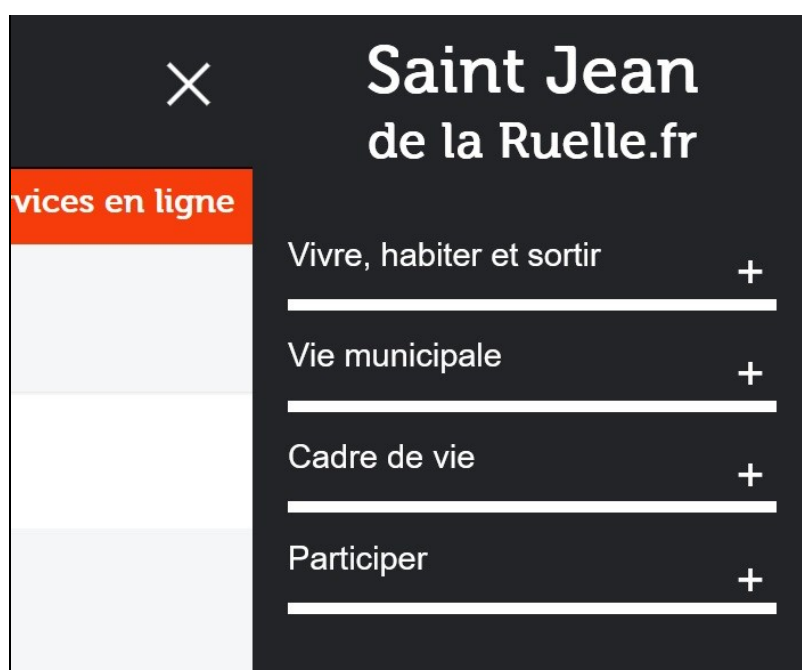 Saint Jean
de la Ruelle.fr
vices en ligne
Vivre, habiter et sortir
+
Vie municipale
+
Cadre de vie
+
Participer
+